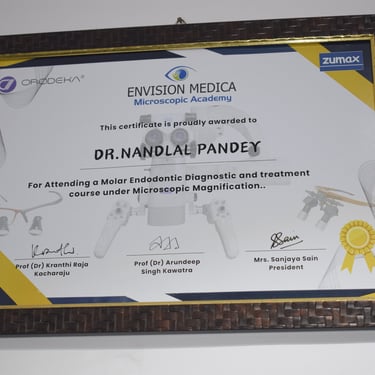 ORODEKA®
zumax
ENVISION MEDICA
Microscopic Academy
This certificate is proudly awarded to
DR.NANDLAL PANDEY
For Attending a Molar Endodontic Diagnostic and treatment
course under Microscopic Magnification..
Prof (Dr) Kranthi Raja
Kacharaju
Prof (Dr) Arundeep
Singh Kawatra
Mrs. Sanjaya Sain
President